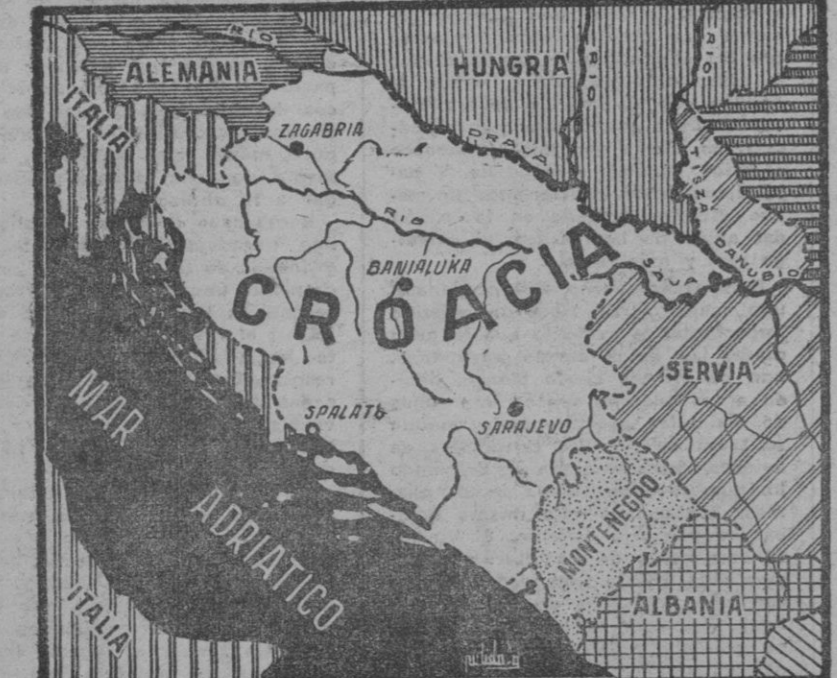 RIO
ALEMANIA
HUNGRIA
RIO
RIO
ITALIA
ZAGABRIA
DRAVA
TISZA
RIO
DANUBIO
BANIALUKA
SAVA
CROACIA
SERVIA
MAR
SPALATO
SARAJEVO
ADRIATICO
MONTENEGRO
ITALIA
ALBANIA